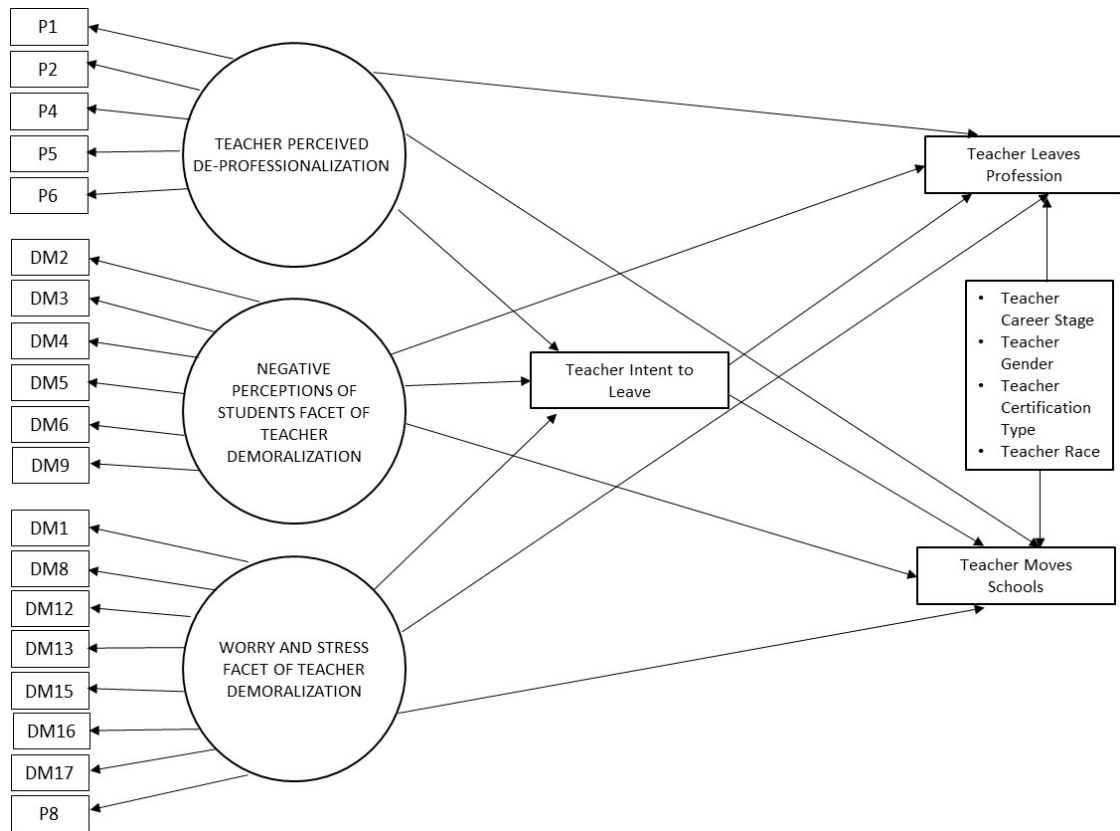 P1
P2
P4
P5
P6
TEACHER PERCEIVED
DE-PROFESSIONALIZATION
DM2
DM3
DM4
DM5
DM6
DM9
NEGATIVE
PERCEPTIONS OF
STUDENTS FACET OF
TEACHER
DEMORALIZATION
DM1
DM8
DM12
DM13
DM15
DM16
DM17
P8
WORRY AND STRESS
FACET OF TEACHER
DEMORALIZATION
Teacher Intent to
Leave
Teacher Leaves
Profession
• Teacher
Career Stage
• Teacher
Gender
• Teacher
Certification
Type
• Teacher Race
Teacher Moves
Schools